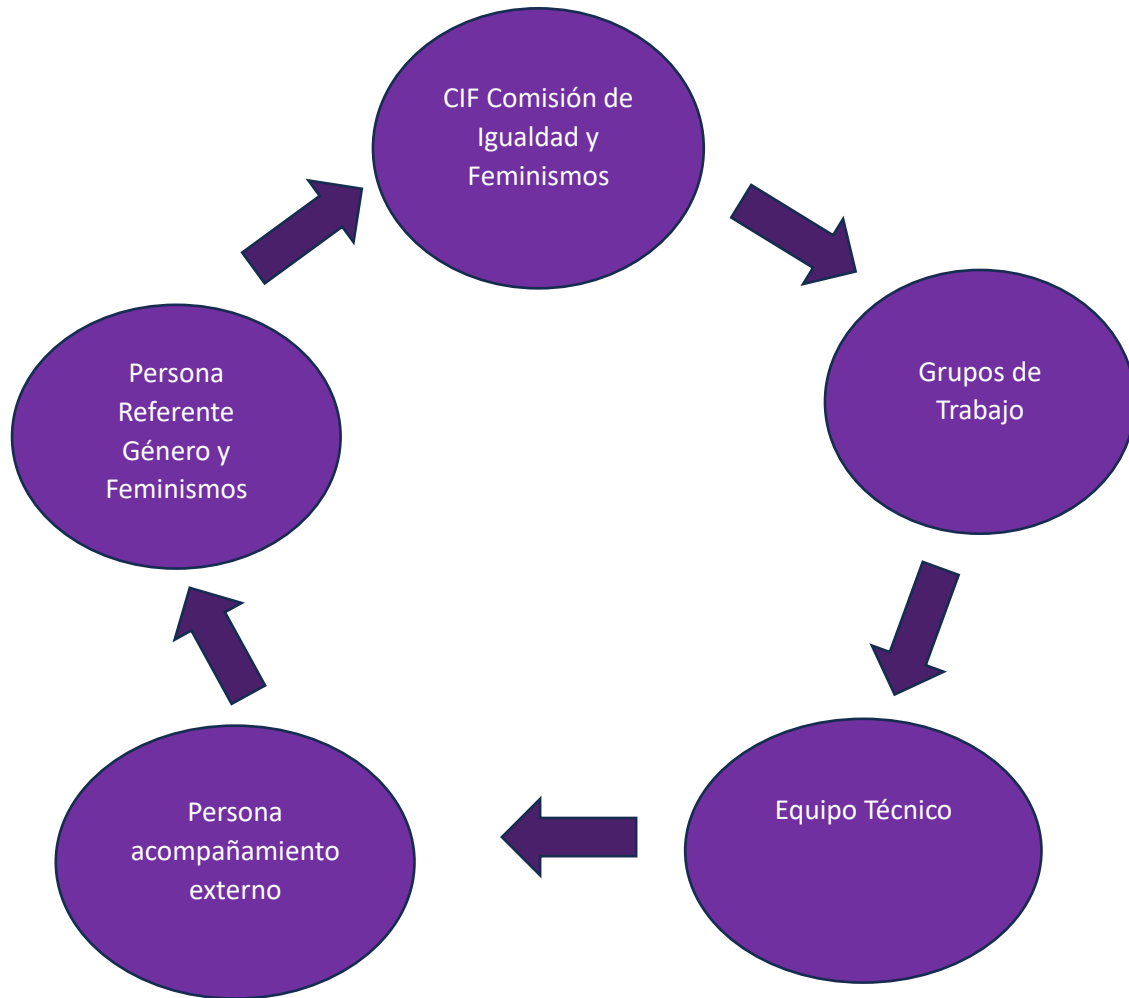 CIF Comisión de
Igualdad y
Feminismos
Grupos de
Trabajo
Equipo Técnico
Persona
acompañamiento
externo
Persona
Referente
Género y
Feminismos